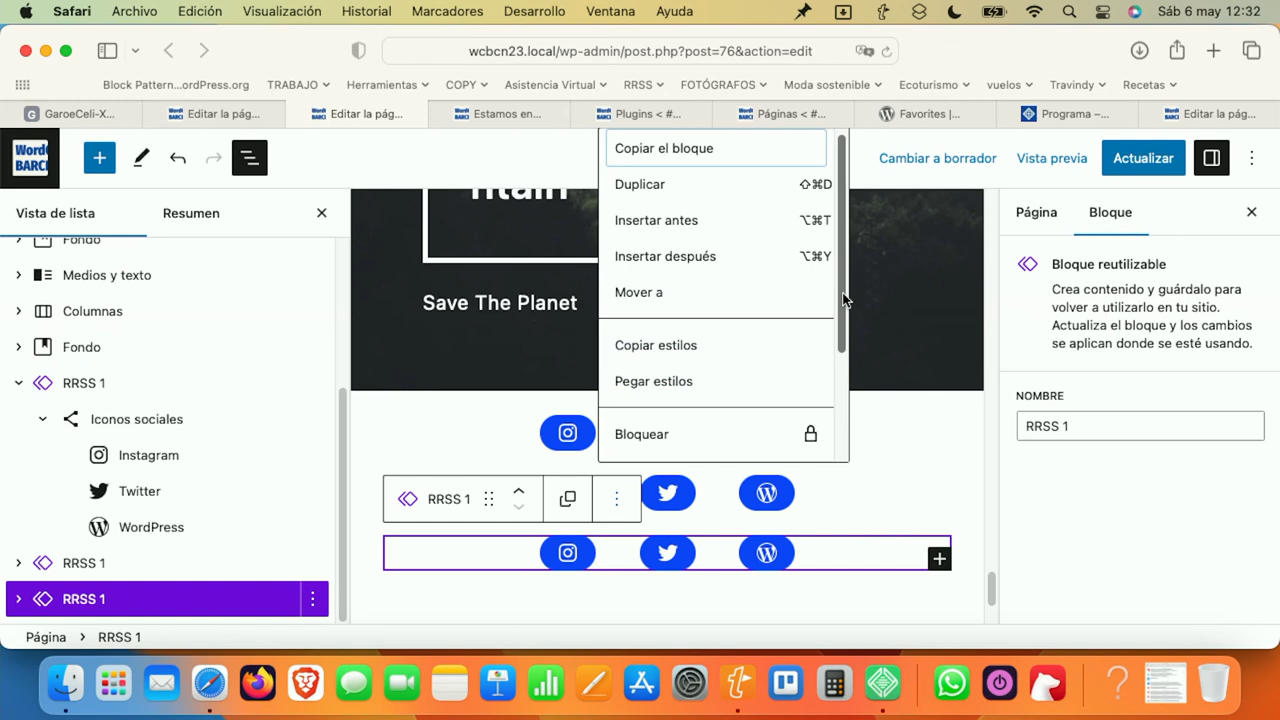 Safari Archivo Edición Visualización Historial Marcadores Desarrollo Ventana Ayuda Sáb 6 may 12:32
wcbcn23.local/wp-admin/post.php?post=76&action=edit
Block Pattern...ordPress.org TRABAJO Herramientas COPY Asistencia Virtual RRSS FOTÓGRAFOS Moda sostenible Ecoturismo vuelos Travindy Recetas
G GaroeCeli-X... Editar la pág... Editar la pág... Estamos en... Plugins < #... Páginas < #... Favorites |... Programa –... Editar la pág...
Word
BARCI
Cambiar a borrador Vista previa Actualizar
Vista de lista Resumen
Fondo
Medios y texto
Columnas
Fondo
RRSS 1
Iconos sociales
Instagram
Twitter
WordPress
RRSS 1
RRSS 1
Página > RRSS 1
Save The Planet
Copiar el bloque
Duplicar ⇧⌘D
Insertar antes ⌥⌘T
Insertar después ⌥⌘Y
Mover a
Copiar estilos
Pegar estilos
Bloquear
RRSS 1
Página Bloque
Bloque reutilizable
Crea contenido y guárdalo para
volver a utilizarlo en tu sitio.
Actualiza el bloque y los cambios
se aplican donde se esté usando.
NOMBRE
RRSS 1